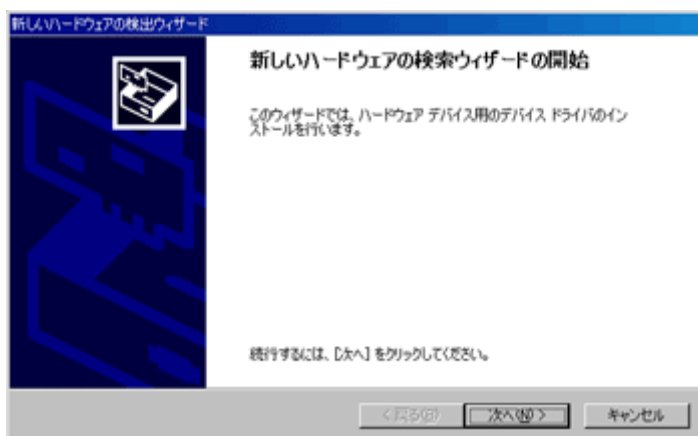 新しいハードウェアの検出ウィザード
新しいハードウェアの検索ウィザードの開始
このウィザードでは、ハードウェア デバイス用のデバイス ドライバのイン
ストールを行います。
続行するには、[次へ] をクリックしてください。
< 戻る(B)
次へ(N) >
キャンセル